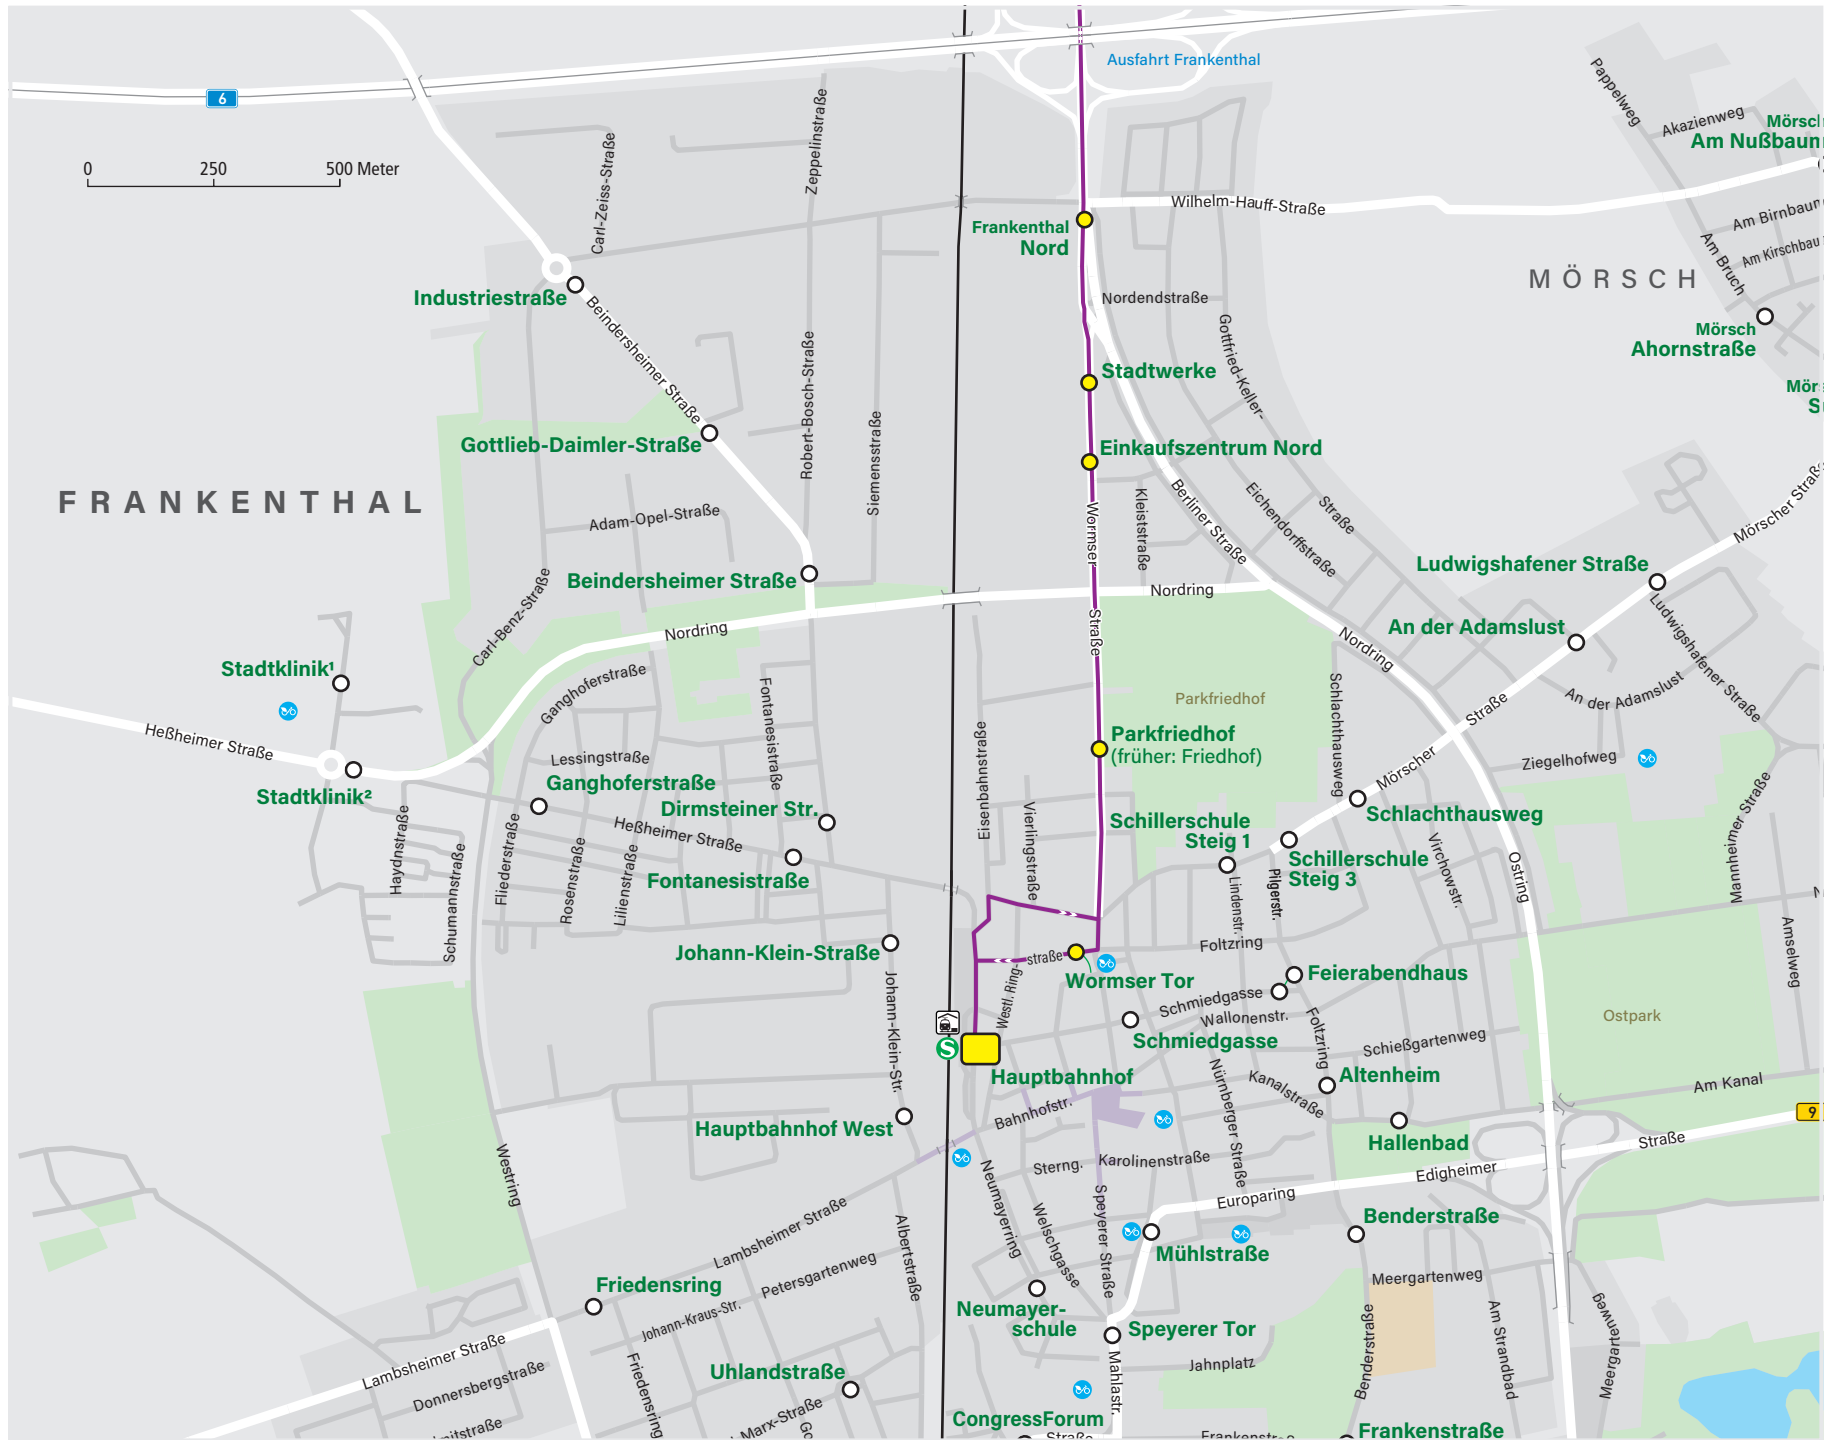 Ausfahrt Frankenthal
6
0 250 500 Meter
Carl-Zeiss-Straße
Zeppelinstraße
Pappelweg
Akazienweg
Am Nußbaum
Wilhelm-Hauff-Straße
Frankenthal
Nord
Am Bruch
MÖRSCH
Industriestraße
Beindersheimer Straße
Nordendstraße
Gottfried-Keller-
Straße
Mörsch
Ahornstraße
Stadtwerke
Robert-Bosch-Straße
Siemensstraße
Gottlieb-Daimler-Straße
Einkaufszentrum Nord
FRANKENTHAL
Adam-Opel-Straße
Wormser
Straße
Kleiststraße
Berliner Straße
Eichendorffstraße
Mörscher Straße
Beindersheimer Straße
Ludwigshafener Straße
Carl-Benz-Straße
Nordring
Nordring
Nordring
An der Adamslust
Ludwigshafener Straße
Stadtklinik¹
Ganghoferstraße
Fontanesistraße
Parkfriedhof
Schlachthausweg
An der Adamslust
Heßheimer Straße
Lessingstraße
Eisenbahnstraße
Parkfriedhof
(früher: Friedhof)
Mörscher
Straße
Ziegelhofweg
Stadtklinik²
Ganghoferstraße
Dirmsteiner Str.
Heßheimer Straße
Vierlingstraße
Schillerschule
Steig 1
Schlachthausweg
Mannheimer Straße
Haydnstraße
Schumannstraße
Fliederstraße
Rosenstraße
Lilienstraße
Fontanesistraße
Schillerschule
Steig 3
Lindenstr.
Pilgerstr.
Virchowstr.
Ostring
Amselweg
Johann-Klein-Straße
straße
Westl. Ring-
Foltzring
Wormser Tor
Feierabendhaus
Schmiedgasse
Wallonenstr.
Foltzring
Ostpark
Johann-Klein-Str.
S
Schmiedgasse
Schießgartenweg
Hauptbahnhof
Altenheim
Am Kanal
Nürnberger Straße
Kanalstraße
Bahnhofstr.
9
Hauptbahnhof West
Hallenbad
Westring
Sterng.
Karolinenstraße
Edigheimer
Straße
Neumayerring
Welschgasse
Speyerer Straße
Europaring
Lambsheimer Straße
Albertstraße
Benderstraße
Mühlstraße
Petersgartenweg
Meergartenweg
Friedensring
Johann-Kraus-Str.
Neumayer-
schule
Speyerer Tor
Benderstraße
Am Strandbad
Meergartenweg
Meergartenweg
Lambsheimer Straße
Donnersbergstraße
Friedensring
Uhlandstraße
Jahnplatz
Mahlastr.
CongressForum
Frankenstraße